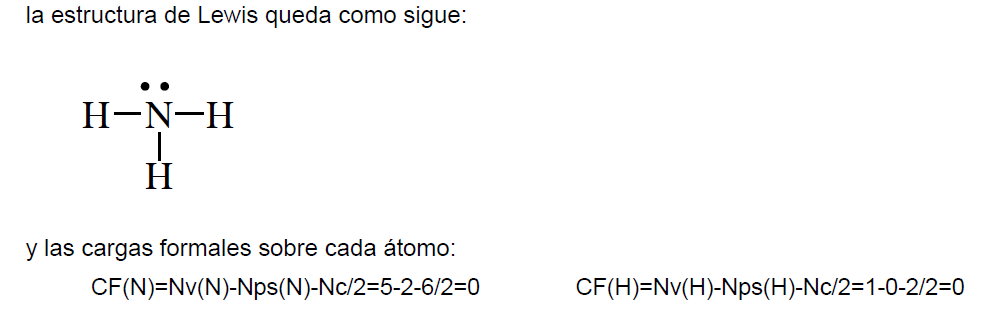 la estructura de Lewis queda como sigue:
H N H
H
y las cargas formales sobre cada átomo:
CF(N)=Nv(N)-Nps(N)-Nc/2=5-2-6/2=0 CF(H)=Nv(H)-Nps(H)-Nc/2=1-0-2/2=0